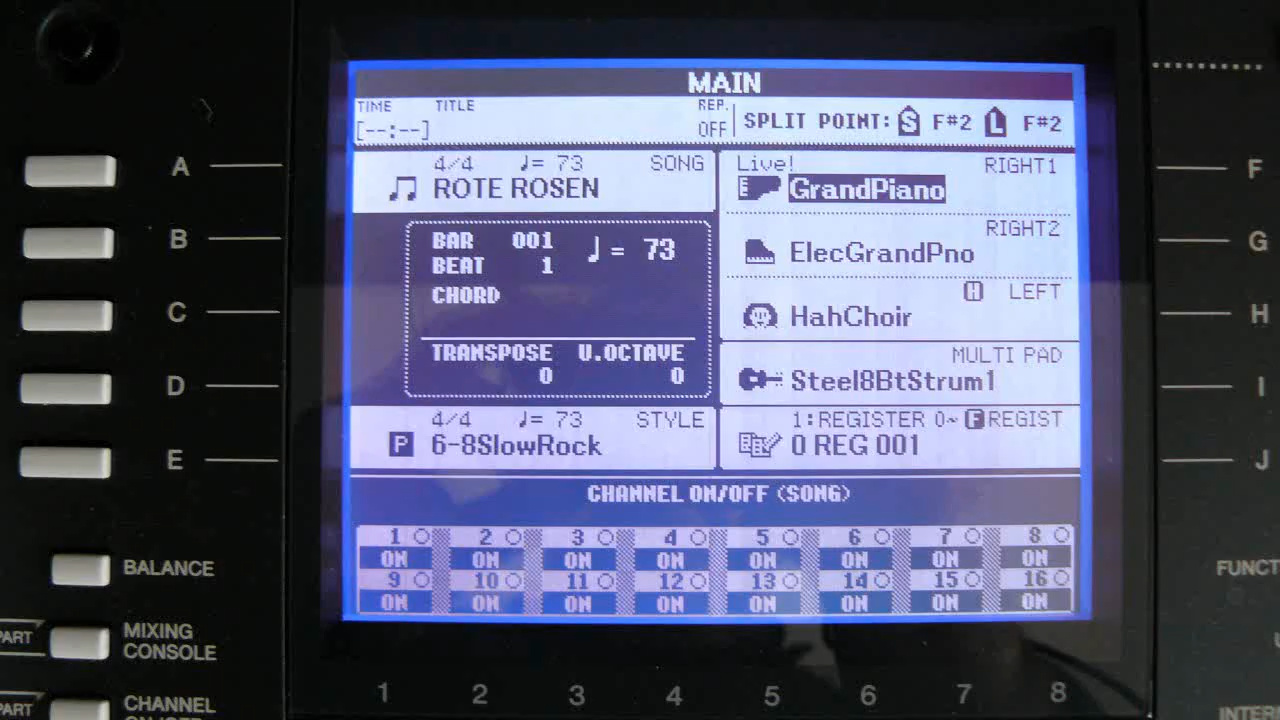 MAIN
TIME TITLE REP. SPLIT POINT: S F#2 L F#2
[--:--] OFF
4/4 ♩= 73 SONG
ROTE ROSEN
BAR 001 ♩= 73
BEAT 1
CHORD
TRANSPOSE U.OCTAVE
0 0
4/4 ♩= 73 STYLE
P 6-8SlowRock
Live! RIGHT1
GrandPiano
RIGHT2
ElecGrandPno
H LEFT
HahChoir
MULTI PAD
Steel8BtStrum1
1:REGISTER 0~ F REGIST
0 REG 001
CHANNEL ON/OFF (SONG)
1 2 3 4 5 6 7 8
ON ON ON ON ON ON ON ON
9 10 11 12 13 14 15 16
ON ON ON ON ON ON ON ON
A
B
C
D
E
F
G
H
I
J
BALANCE
PART
MIXING
CONSOLE
PART
CHANNEL
1 2 3 4 5 6 7 8
FUNCT
INTER